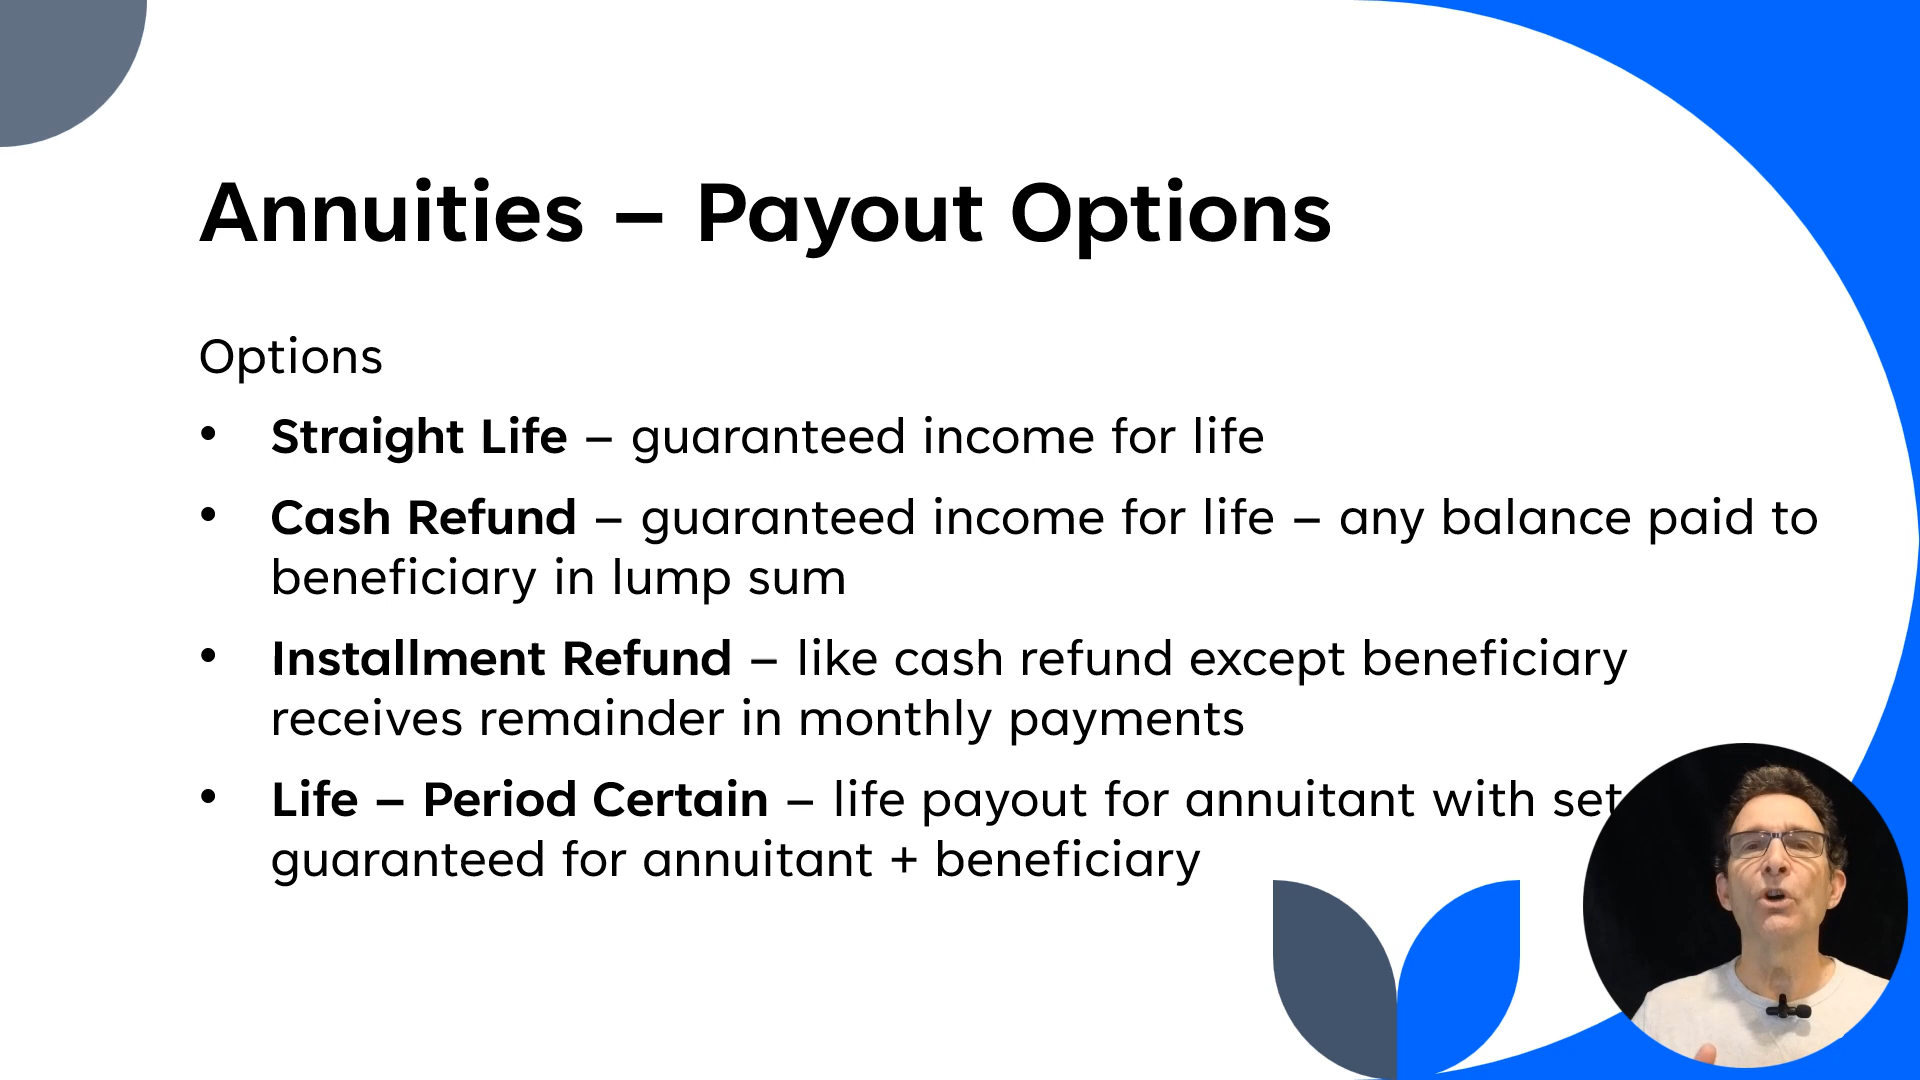 Annuities – Payout Options
Options
• Straight Life – guaranteed income for life
• Cash Refund – guaranteed income for life – any balance paid to
beneficiary in lump sum
• Installment Refund – like cash refund except beneficiary
receives remainder in monthly payments
• Life – Period Certain – life payout for annuitant with set
guaranteed for annuitant + beneficiary